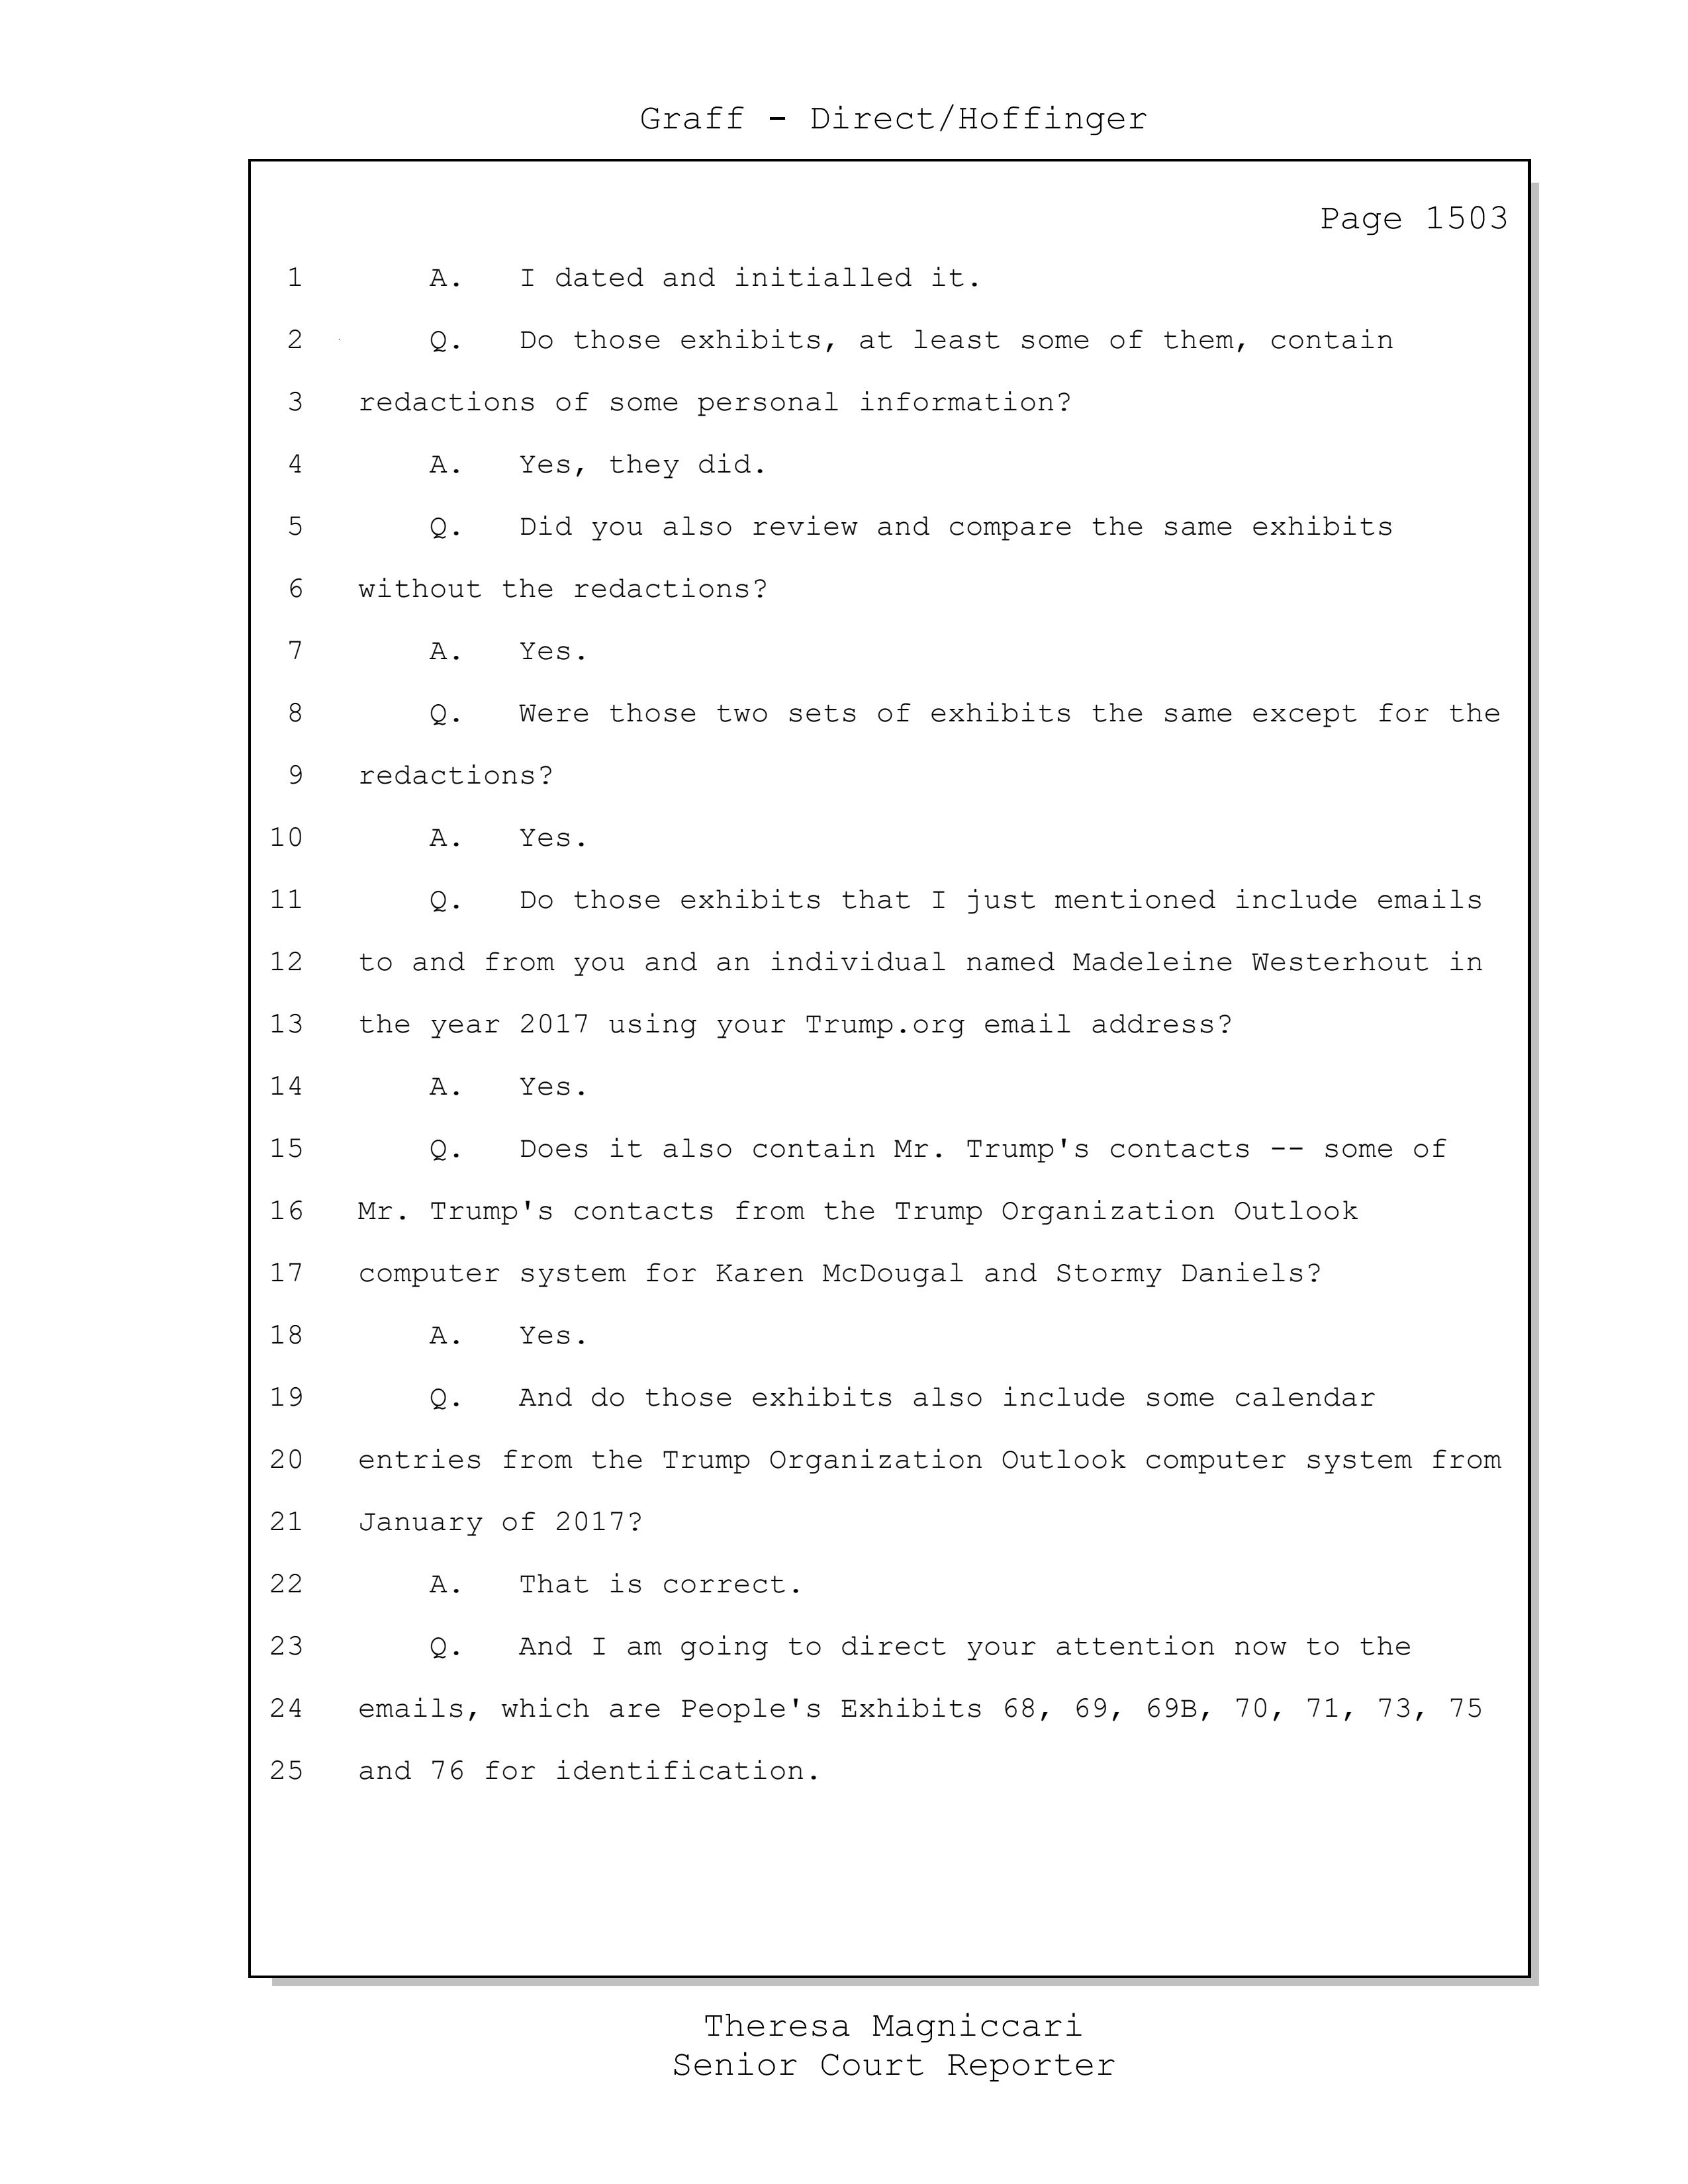 Graff - Direct/Hoffinger
Page 1503
1 A. I dated and initialled it.
2 Q. Do those exhibits, at least some of them, contain
3 redactions of some personal information?
4 A. Yes, they did.
5 Q. Did you also review and compare the same exhibits
6 without the redactions?
7 A. Yes.
8 Q. Were those two sets of exhibits the same except for the
9 redactions?
10 A. Yes.
11 Q. Do those exhibits that I just mentioned include emails
12 to and from you and an individual named Madeleine Westerhout in
13 the year 2017 using your Trump.org email address?
14 A. Yes.
15 Q. Does it also contain Mr. Trump's contacts -- some of
16 Mr. Trump's contacts from the Trump Organization Outlook
17 computer system for Karen McDougal and Stormy Daniels?
18 A. Yes.
19 Q. And do those exhibits also include some calendar
20 entries from the Trump Organization Outlook computer system from
21 January of 2017?
22 A. That is correct.
23 Q. And I am going to direct your attention now to the
24 emails, which are People's Exhibits 68, 69, 69B, 70, 71, 73, 75
25 and 76 for identification.
Theresa Magniccari
Senior Court Reporter